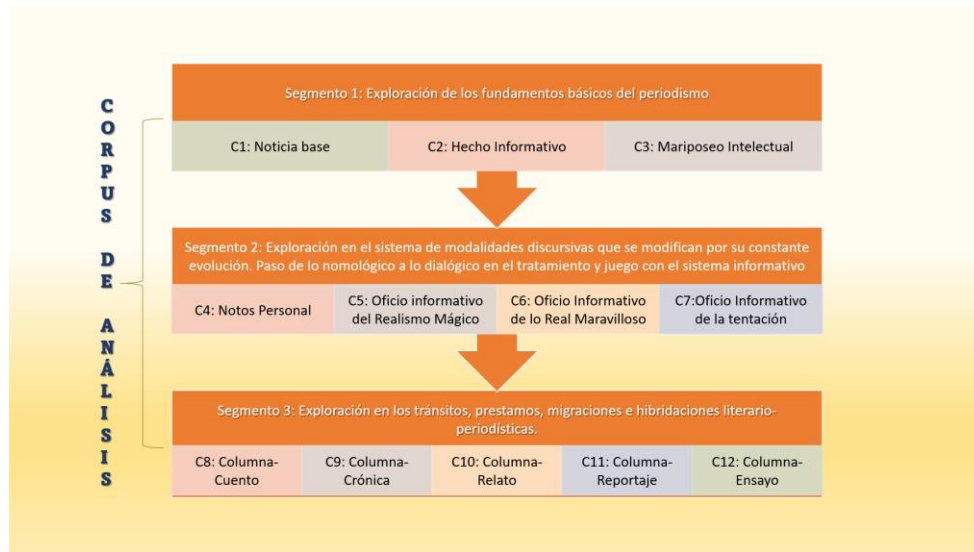 CORPUS DE ANÁLISIS
Segmento 1: Exploración de los fundamentos básicos del periodismo
C1: Noticia base
C2: Hecho Informativo
C3: Mariposeo Intelectual
Segmento 2: Exploración en el sistema de modalidades discursivas que se modifican por su constante
evolución. Paso de lo nomológico a lo dialógico en el tratamiento y juego con el sistema informativo
C4: Notos Personal
C5: Oficio informativo
del Realismo Mágico
C6: Oficio Informativo
de lo Real Maravilloso
C7:Oficio Informativo
de la tentación
Segmento 3: Exploración en los tránsitos, prestamos, migraciones e hibridaciones literario-
periodísticas.
C8: Columna-
Cuento
C9: Columna-
Crónica
C10: Columna-
Relato
C11: Columna-
Reportaje
C12: Columna-
Ensayo